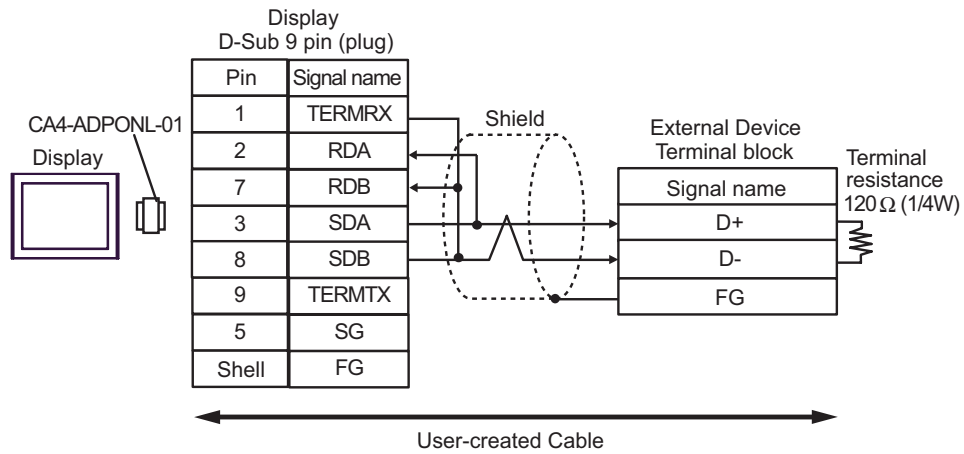 Display
D-Sub 9 pin (plug)
Pin Signal name
1 TERMRX
2 RDA
7 RDB
3 SDA
8 SDB
9 TERMTX
5 SG
Shell FG
CA4-ADPONL-01
Display
Shield
External Device
Terminal block
Signal name
D+
D-
FG
Terminal
resistance
120Ω (1/4W)
User-created Cable